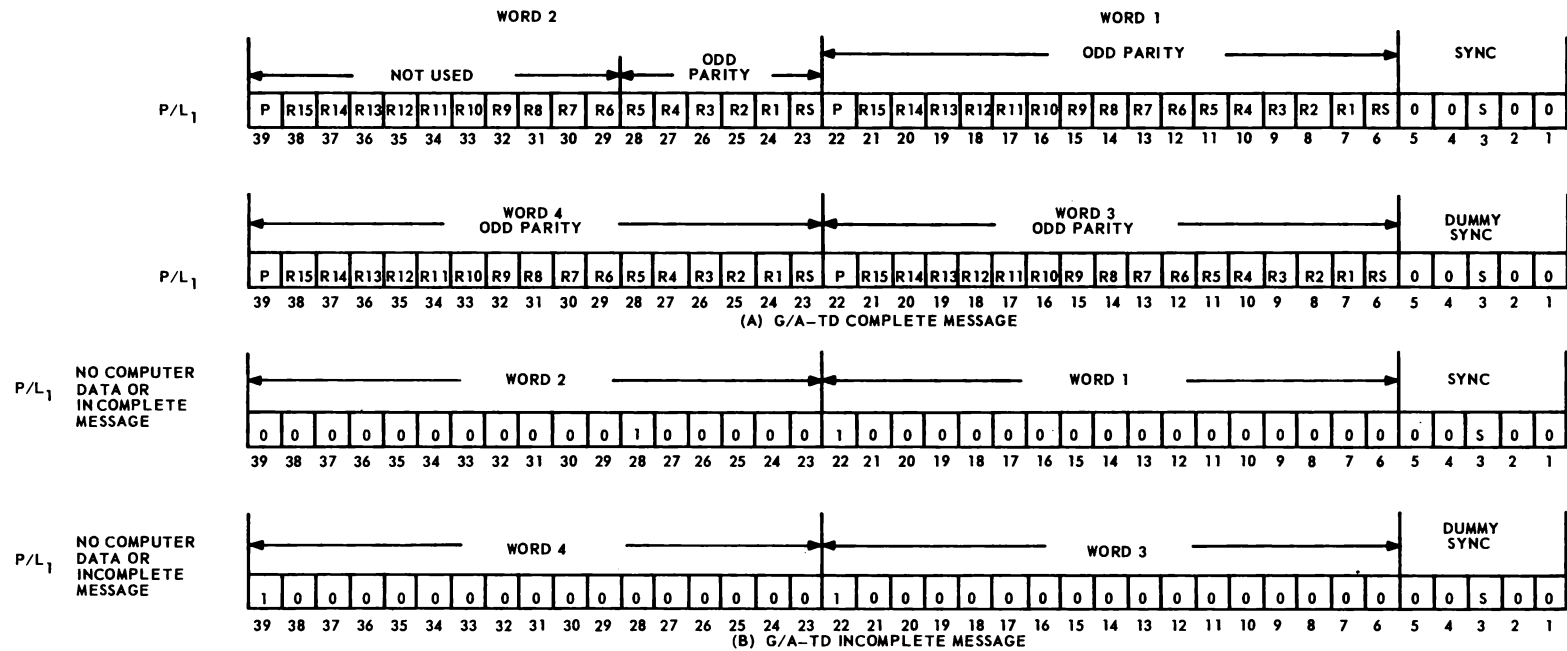 WORD 2 WORD 1
NOT USED ODD PARITY ODD PARITY SYNC
P/L1 P R15 R14 R13 R12 R11 R10 R9 R8 R7 R6 R5 R4 R3 R2 R1 RS P R15 R14 R13 R12 R11 R10 R9 R8 R7 R6 R5 R4 R3 R2 R1 RS 0 0 S 0 0
39 38 37 36 35 34 33 32 31 30 29 28 27 26 25 24 23 22 21 20 19 18 17 16 15 14 13 12 11 10 9 8 7 6 5 4 3 2 1
WORD 4 ODD PARITY WORD 3 ODD PARITY DUMMY SYNC
P/L1 P R15 R14 R13 R12 R11 R10 R9 R8 R7 R6 R5 R4 R3 R2 R1 RS P R15 R14 R13 R12 R11 R10 R9 R8 R7 R6 R5 R4 R3 R2 R1 RS 0 0 S 0 0
39 38 37 36 35 34 33 32 31 30 29 28 27 26 25 24 23 22 21 20 19 18 17 16 15 14 13 12 11 10 9 8 7 6 5 4 3 2 1
(A) G/A-TD COMPLETE MESSAGE
P/L1 NO COMPUTER DATA OR INCOMPLETE MESSAGE
WORD 2 WORD 1 SYNC
0 0 0 0 0 0 0 0 0 0 0 1 0 0 0 0 0 1 0 0 0 0 0 0 0 0 0 0 0 0 0 0 0 0 0 0 S 0 0
39 38 37 36 35 34 33 32 31 30 29 28 27 26 25 24 23 22 21 20 19 18 17 16 15 14 13 12 11 10 9 8 7 6 5 4 3 2 1
P/L1 NO COMPUTER DATA OR INCOMPLETE MESSAGE
WORD 4 WORD 3 DUMMY SYNC
1 0 0 0 0 0 0 0 0 0 0 0 0 0 0 0 0 1 0 0 0 0 0 0 0 0 0 0 0 0 0 0 0 0 0 0 S 0 0
39 38 37 36 35 34 33 32 31 30 29 28 27 26 25 24 23 22 21 20 19 18 17 16 15 14 13 12 11 10 9 8 7 6 5 4 3 2 1
(B) G/A-TD INCOMPLETE MESSAGE